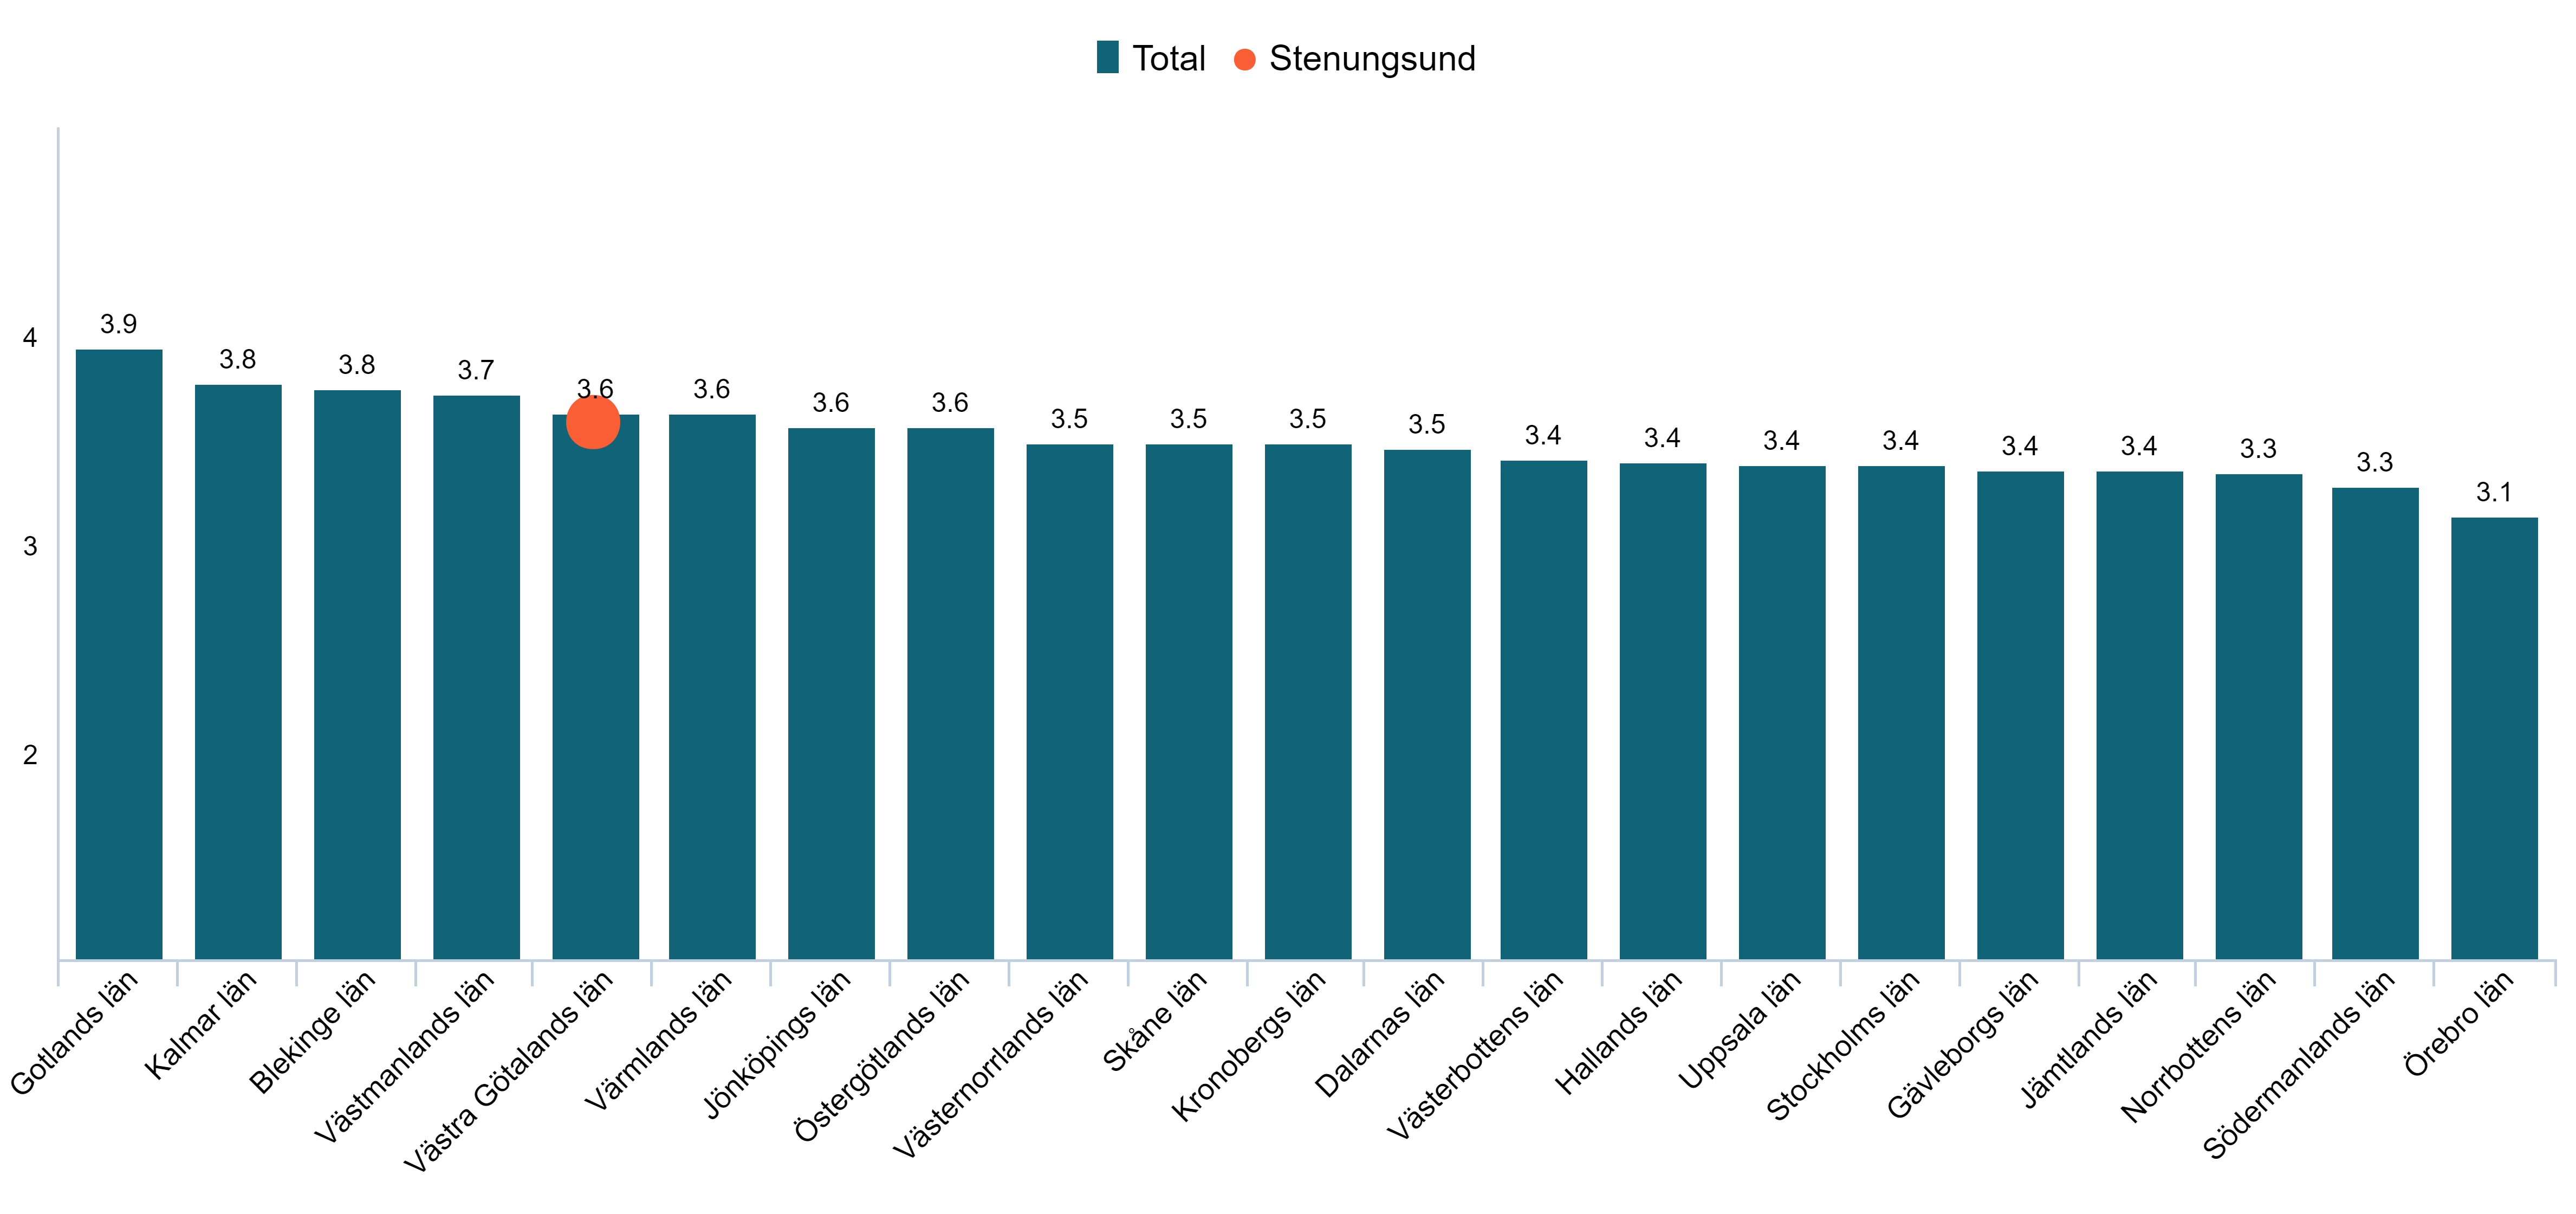 Total Stenungsund
4
3
2
3.9 3.8 3.8 3.7 3.6 3.6 3.6 3.6 3.5 3.5 3.5 3.5 3.4 3.4 3.4 3.4 3.4 3.4 3.3 3.3 3.1
Gotlands län
Kalmar län
Blekinge län
Västmanlands län
Västra Götalands län
Värmlands län
Jönköpings län
Östergötlands län
Västernorrlands län
Skåne län
Kronobergs län
Dalarnas län
Västerbottens län
Hallands län
Uppsala län
Stockholms län
Gävleborgs län
Jämtlands län
Norrbottens län
Södermanlands län
Örebro län